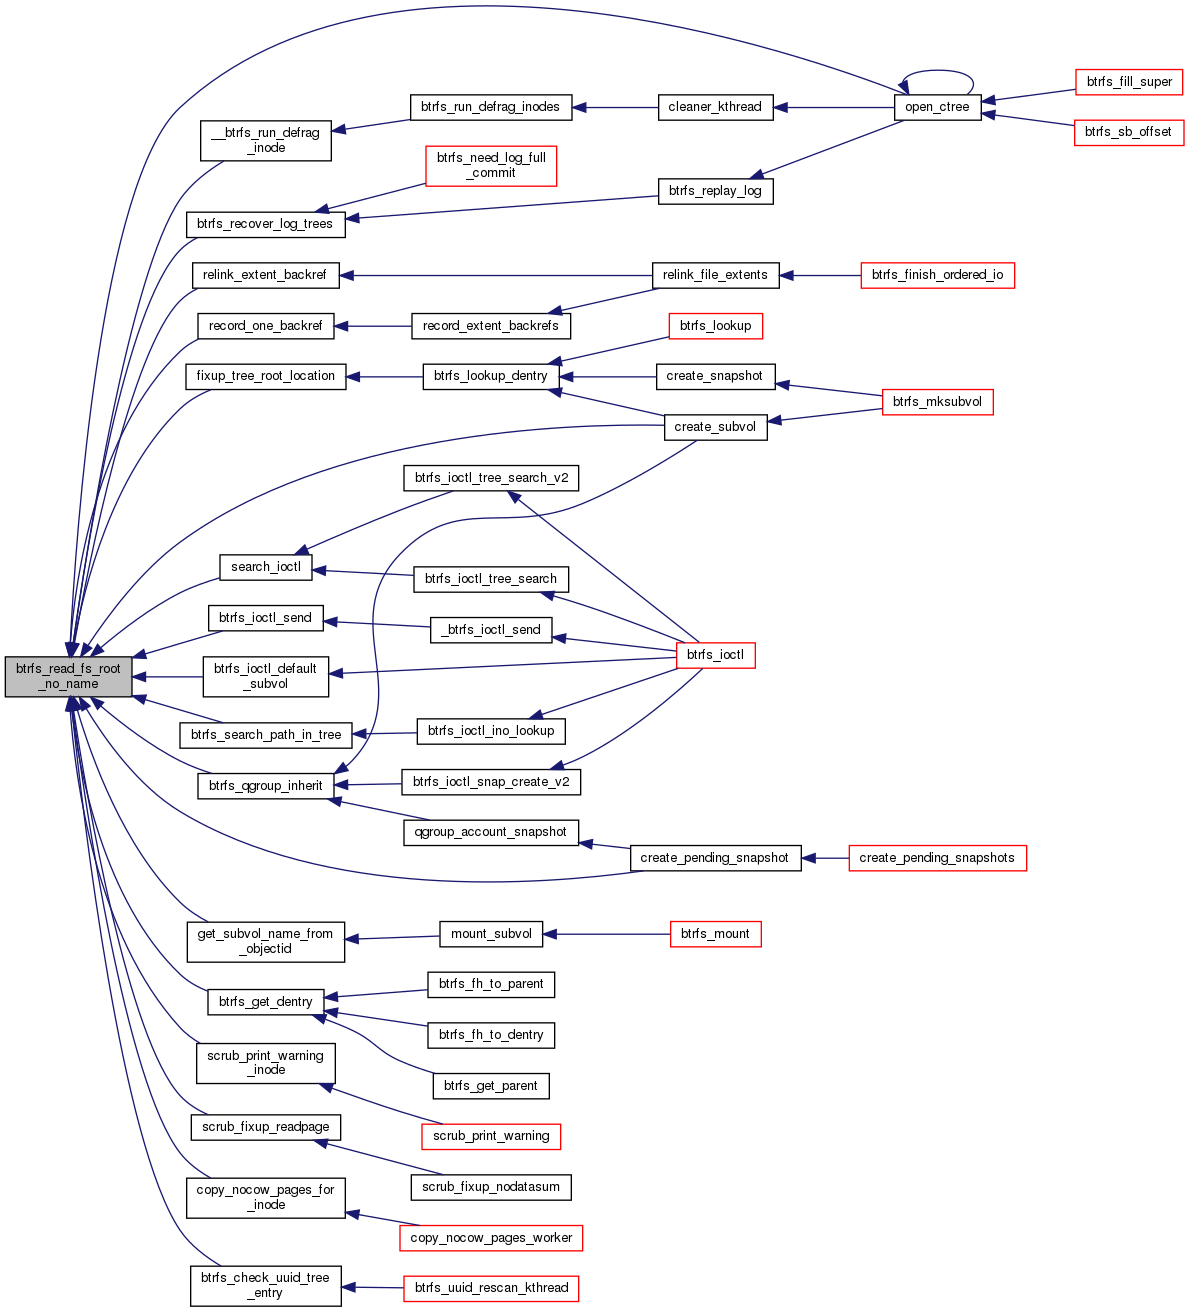 btrfs_fill_super
open_ctree
btrfs_sb_offset
btrfs_run_defrag_inodes
cleaner_kthread
__btrfs_run_defrag
_inode
btrfs_need_log_full
_commit
btrfs_replay_log
btrfs_recover_log_trees
relink_extent_backref
relink_file_extents
btrfs_finish_ordered_io
record_one_backref
record_extent_backrefs
btrfs_lookup
fixup_tree_root_location
btrfs_lookup_dentry
create_snapshot
btrfs_mksubvol
create_subvol
btrfs_ioctl_tree_search_v2
search_ioctl
btrfs_ioctl_tree_search
btrfs_ioctl_send
_btrfs_ioctl_send
btrfs_read_fs_root
_no_name
btrfs_ioctl_default
_subvol
btrfs_ioctl
btrfs_search_path_in_tree
btrfs_ioctl_ino_lookup
btrfs_qgroup_inherit
btrfs_ioctl_snap_create_v2
qgroup_account_snapshot
create_pending_snapshot
create_pending_snapshots
get_subvol_name_from
_objectid
mount_subvol
btrfs_mount
btrfs_fh_to_parent
btrfs_get_dentry
btrfs_fh_to_dentry
scrub_print_warning
_inode
btrfs_get_parent
scrub_fixup_readpage
scrub_print_warning
scrub_fixup_nodatasum
copy_nocow_pages_for
_inode
copy_nocow_pages_worker
btrfs_check_uuid_tree
_entry
btrfs_uuid_rescan_kthread